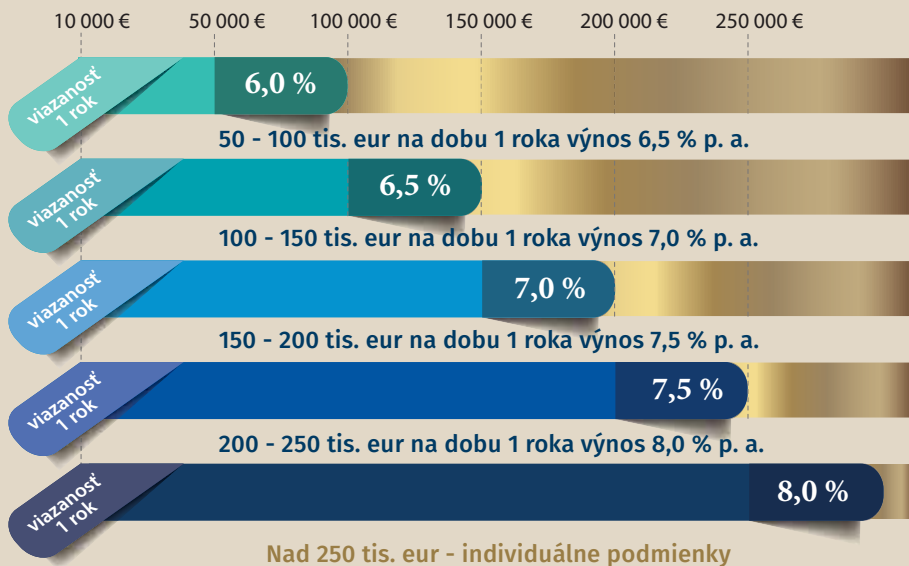 10 000 € 50 000 € 100 000 € 150 000 € 200 000 € 250 000 €
viazanosť
1 rok
6,0 %
50 - 100 tis. eur na dobu 1 roka výnos 6,5 % p. a.
viazanosť
1 rok
6,5 %
100 - 150 tis. eur na dobu 1 roka výnos 7,0 % p. a.
viazanosť
1 rok
7,0 %
150 - 200 tis. eur na dobu 1 roka výnos 7,5 % p. a.
viazanosť
1 rok
7,5 %
200 - 250 tis. eur na dobu 1 roka výnos 8,0 % p. a.
viazanosť
1 rok
8,0 %
Nad 250 tis. eur - individuálne podmienky